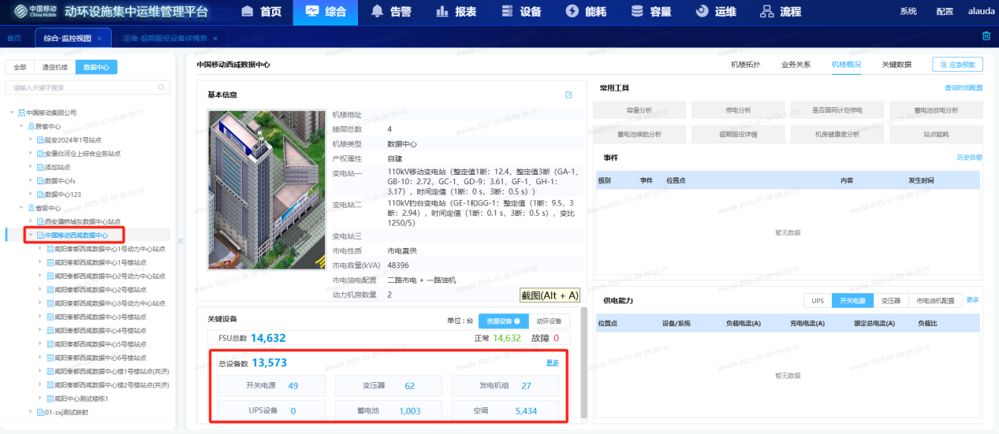 中国移动 China Mobile 动环设施集中运维管理平台 首页 综合 告警 报表 设备 能耗 容量 运维 流程 系统 配置 alauda
首页 综合-监控视图 × 运维-超期服役设备详情表 ×
全部 通信机楼 数据中心
请输入关键字搜索
中国移动集团公司
跨省中心
延安2024年1号站点
安康白河仓上综合业务站点
添加站点
数据中心fs
数据中心123
省级中心
西安灞桥城东数据中心站点
中国移动西咸数据中心
咸阳秦都西咸数据中心1号动力中心站点
咸阳秦都西咸数据中心1号楼站点
咸阳秦都西咸数据中心2号动力中心站点
咸阳秦都西咸数据中心2号楼站点
咸阳秦都西咸数据中心3号动力中心站点
咸阳秦都西咸数据中心3号楼站点
咸阳秦都西咸数据中心4号楼站点
咸阳秦都西咸数据中心5号楼站点
咸阳秦都西咸数据中心6号楼站点
咸阳秦都西咸数据中心楼1号楼站点(共济)
咸阳秦都西咸数据中心楼2号楼站点(共济)
咸阳中心测试楼栋1
01-zxj测试映射
中国移动西咸数据中心 机楼拓扑 业务关系 机楼概况 关键数据 应急预案
基本信息
机楼地址
楼层总数 4
机楼类型 数据中心
产权属性 自建
变电站一 110kV移动变电站（整定值1断：12.4，整定值3断（GA-1、
GB-10：2.72，GC-1、GD-9：3.61，GF-1、GH-1：
3.17），时间定值（1断：0 s，3断：0.5 s））
变电站二 110kV钓台变电站（GE-1和GG-1：整定值（1断：9.5，3
断：2.94），时间定值（1断：0.1 s，3断：0.5 s），变比
1250/5）
变电站三
市电性质 市电直供
市电容量(kVA) 48396
市电油电配置 二路市电 + 一路油机
动力机房数量 2
截图(Alt + A)
关键设备 单位：台 资源设备 动环设备
FSU总数 14,632 正常 14,632 故障 0
总设备数 13,573 更多
开关电源 49 变压器 62 发电机组 27
UPS设备 0 蓄电池 1,003 空调 5,434
常用工具 查询时间配置
容量分析 停电分析 是否国网计划停电 蓄电池放电分析
蓄电池续航分析 超期服役详情 机房健康度分析 站点能耗
事件 历史告警
级别 事件 位置点 内容 发生时间
暂无数据
供电能力 UPS 开关电源 变压器 市电油机配置 更多
位置点 设备/系统 负载电流(A) 充电电流(A) 额定总电流(A) 负载比
暂无数据
alauda 2025-07-09 09:30:10